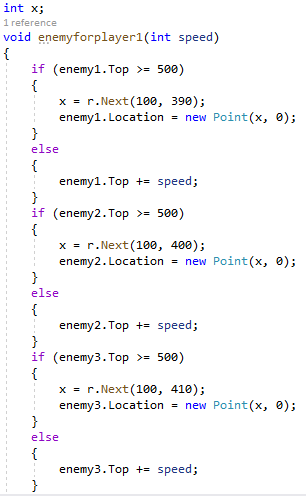 int x;
1 reference
void enemyforplayer1(int speed)
{
    if (enemy1.Top >= 500)
    {
        x = r.Next(100, 390);
        enemy1.Location = new Point(x, 0);
    }
    else
    {
        enemy1.Top += speed;
    }
    if (enemy2.Top >= 500)
    {
        x = r.Next(100, 400);
        enemy2.Location = new Point(x, 0);
    }
    else
    {
        enemy2.Top += speed;
    }
    if (enemy3.Top >= 500)
    {
        x = r.Next(100, 410);
        enemy3.Location = new Point(x, 0);
    }
    else
    {
        enemy3.Top += speed;
    }